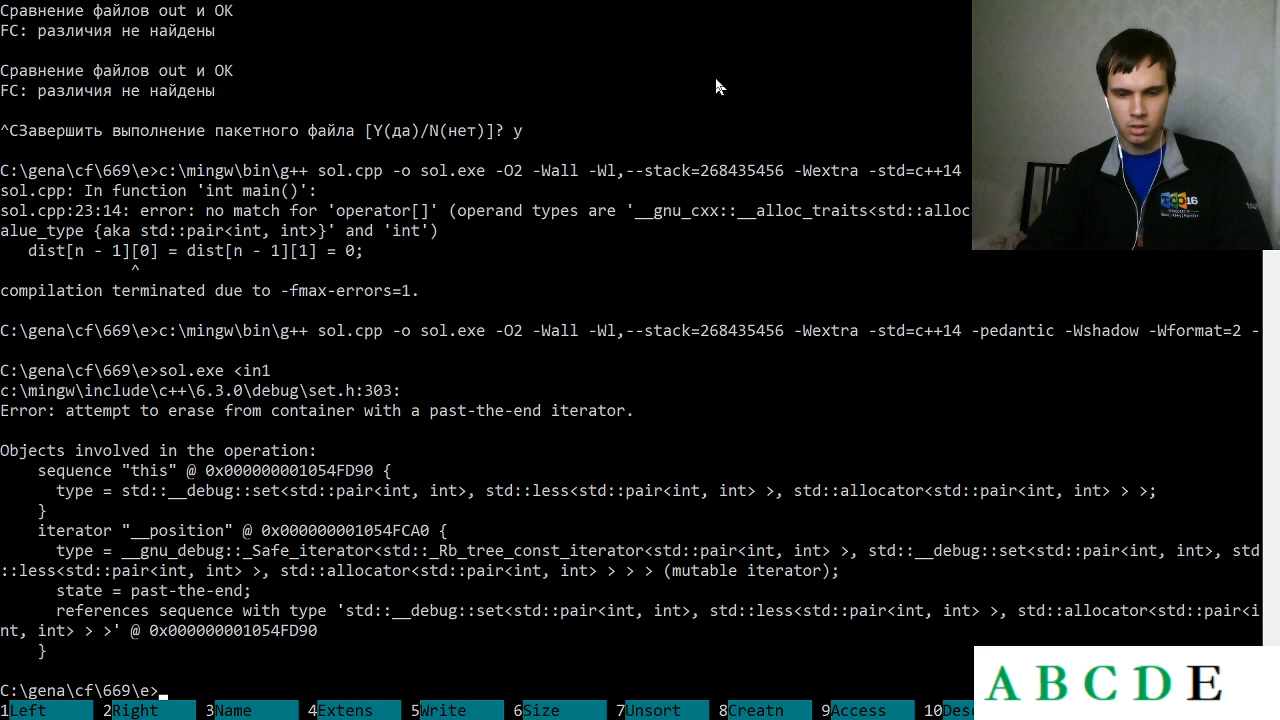 Сравнение файлов out и OK
FC: различия не найдены
Сравнение файлов out и OK
FC: различия не найдены
^CЗавершить выполнение пакетного файла [Y(да)/N(нет)]? y
C:\gena\cf\669\e>c:\mingw\bin\g++ sol.cpp -o sol.exe -O2 -Wall -Wl,--stack=268435456 -Wextra -std=c++14
sol.cpp: In function 'int main()':
sol.cpp:23:14: error: no match for 'operator[]' (operand types are '__gnu_cxx::__alloc_traits<std::alloc
alue_type {aka std::pair<int, int>}' and 'int')
dist[n - 1][0] = dist[n - 1][1] = 0;
^
compilation terminated due to -fmax-errors=1.
C:\gena\cf\669\e>c:\mingw\bin\g++ sol.cpp -o sol.exe -O2 -Wall -Wl,--stack=268435456 -Wextra -std=c++14 -pedantic -Wshadow -Wformat=2 -
C:\gena\cf\669\e>sol.exe <in1
c:\mingw\include\c++\6.3.0\debug\set.h:303:
Error: attempt to erase from container with a past-the-end iterator.
Objects involved in the operation:
sequence "this" @ 0x000000001054FD90 {
type = std::__debug::set<std::pair<int, int>, std::less<std::pair<int, int> >, std::allocator<std::pair<int, int> > >;
}
iterator "__position" @ 0x000000001054FCA0 {
type = __gnu_debug::_Safe_iterator<std::_Rb_tree_const_iterator<std::pair<int, int> >, std::__debug::set<std::pair<int, int>, std
::less<std::pair<int, int> >, std::allocator<std::pair<int, int> > > > (mutable iterator);
state = past-the-end;
references sequence with type 'std::__debug::set<std::pair<int, int>, std::less<std::pair<int, int> >, std::allocator<std::pair<i
nt, int> > >' @ 0x000000001054FD90
}
C:\gena\cf\669\e>
1Left 2Right 3Name 4Extens 5Write 6Size 7Unsort 8Creatn 9Access 10Desc
A B C D E
16